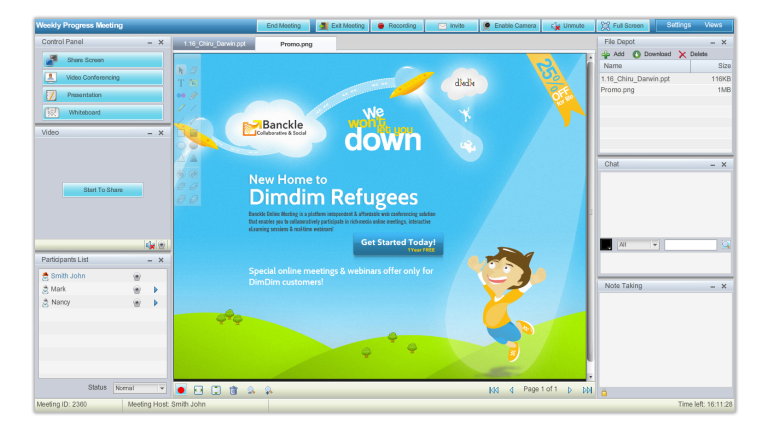 Weekly Progress Meeting
End Meeting
Exit Meeting
Recording
Invite
Enable Camera
Unmute
Full Screen
Settings
Views
Control Panel
Share Screen
Video Conferencing
Presentation
Whiteboard
Video
Start To Share
Participants List
Smith John
Mark
Nancy
Status
Normal
1.16_Chiru_Darwin.ppt
Promo.png
25%
OFF
Banckle
Collaborative & Social
dimdim
We
won't let you
down
New Home to
Dimdim Refugees
Banckle Online Meeting is a platform independent & affordable web conferencing solution
that enables you to collaboratively participate in rich-media online meetings, interactive
eLearning sessions & real-time webinars!
Get Started Today!
1 Year FREE
Special online meetings & webinars offer only for
DimDim customers!
Page 1 of 1
File Depot
Add
Download
Delete
Name
Size
1.16_Chiru_Darwin.ppt
116KB
Promo.png
1MB
Chat
All
Note Taking
Meeting ID: 2360
Meeting Host: Smith John
Time left: 16:11:28